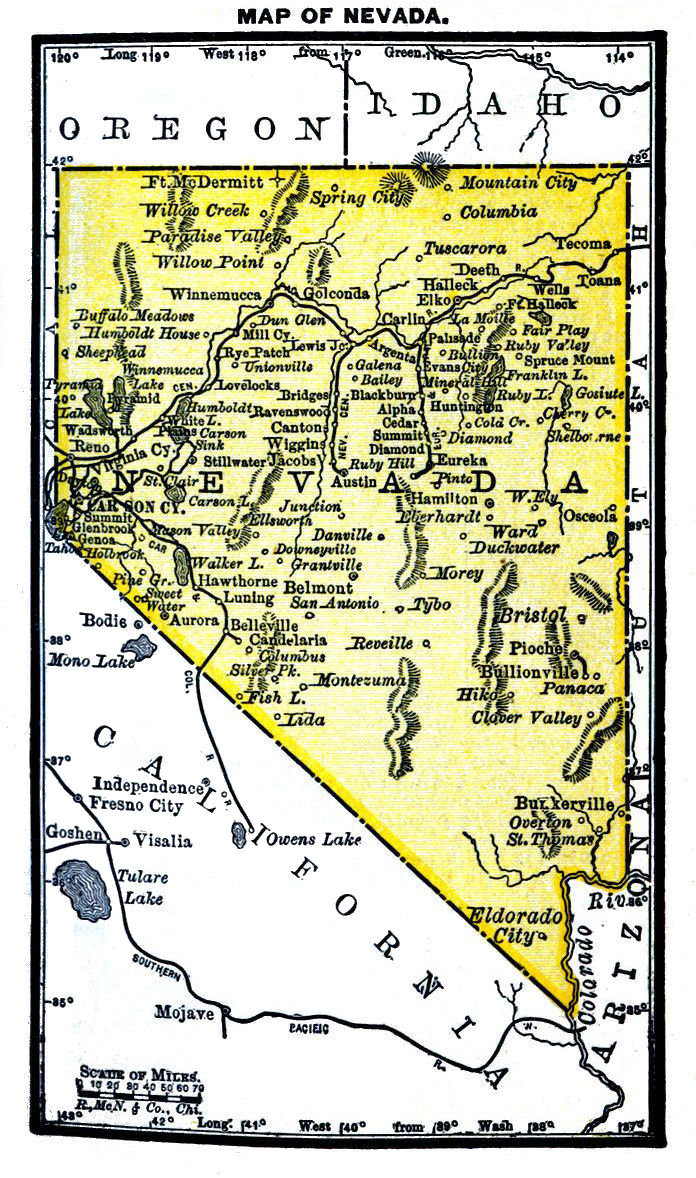 MAP OF NEVADA.
120° Long 119° West 118° from 117° Green. 116° 115° 114°
IDAHO
OREGON
42°
42°
Ft. McDermitt
Mountain City
Spring City
Willow Creek
Columbia
Paradise Valley
Tuscarora
Tecoma
Willow Point
Deeth
R.
Toana
Halleck
Wells
41°
Winnemucca
Golconda
Elko
Ft. Halleck
41°
Buffalo Meadows
Dun Glen
Carlin
R.
La Moille
Humboldt House
Mill Cy.
Fair Play
Lewis Jc.
Palisade
Ruby Valley
Sheephead
Rye Patch
Argenta
Bullion
Spruce Mount
Unionville
Galena
Evans City
Franklin L.
Winnemucca
Lake
Bailey
Mineral Hill
Pyramid
Lake
CEN.
Lovelocks
Bridges
Blackburn
Ruby L.
Gosiute L.
40°
Pyramid
Humboldt
Ravenswood
CEN.
Alpha
Huntington
Cherry C.
40°
White
Plains
L.
Carson
Sink
Cantons
Cedar
Cold Cr.
Wadsworth
Wiggins
Summit
Diamond
Reno
NEV.
Diamond
EUR.
Virginia Cy.
Stillwater
Jacobs
Ruby Hill
Eureka
NEVADA
St. Clair
Austin
Pinto
CARSON CY.
Carson L.
Hamilton
W. Ely
Junction
Eberhardt
Osceola
Summit
Glenbrook
Genoa
Mason Valley
Ellsworth
Danville
Ward
39°
39°
Tahoe
Holbrook
CAR
Downeyville
Duckwater
Walker L.
Grantville
Morey
Pine Gr.
Hawthorne
Belmont
Sweet
Water
Luning
San Antonio
Tybo
Bristol
Bodie
Aurora
Belleville
38°
Candelaria
Reveille
Pioche
38°
Mono Lake
Columbus
Bullionville
Silver Pk.
Montezuma
Panaca
COL.
Hiko
Fish L.
Lida
Clover Valley
UTAH
37°
37°
CALIFORNIA
Independence
Fresno City
R.
Bunkerville
Overton
St. Thomas
Goshen
Visalia
Owens Lake
Riv.
36°
Tulare
Lake
Eldorado
City
Colorado
ARIZONA
SOUTHERN
35°
35°
Mojave
PACIFIC
R.
SCALE OF MILES.
0 10 20 30 40 50 60 70
R., McN. & Co., Chi.
43° 42° Long. 41° West 40° from 39° Wash 38° 37°